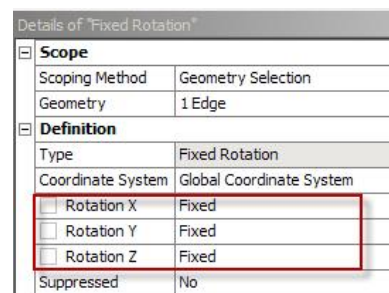 Details of "Fixed Rotation"
Scope
Scoping Method Geometry Selection
Geometry 1 Edge
Definition
Type Fixed Rotation
Coordinate System Global Coordinate System
Rotation X Fixed
Rotation Y Fixed
Rotation Z Fixed
Suppressed No